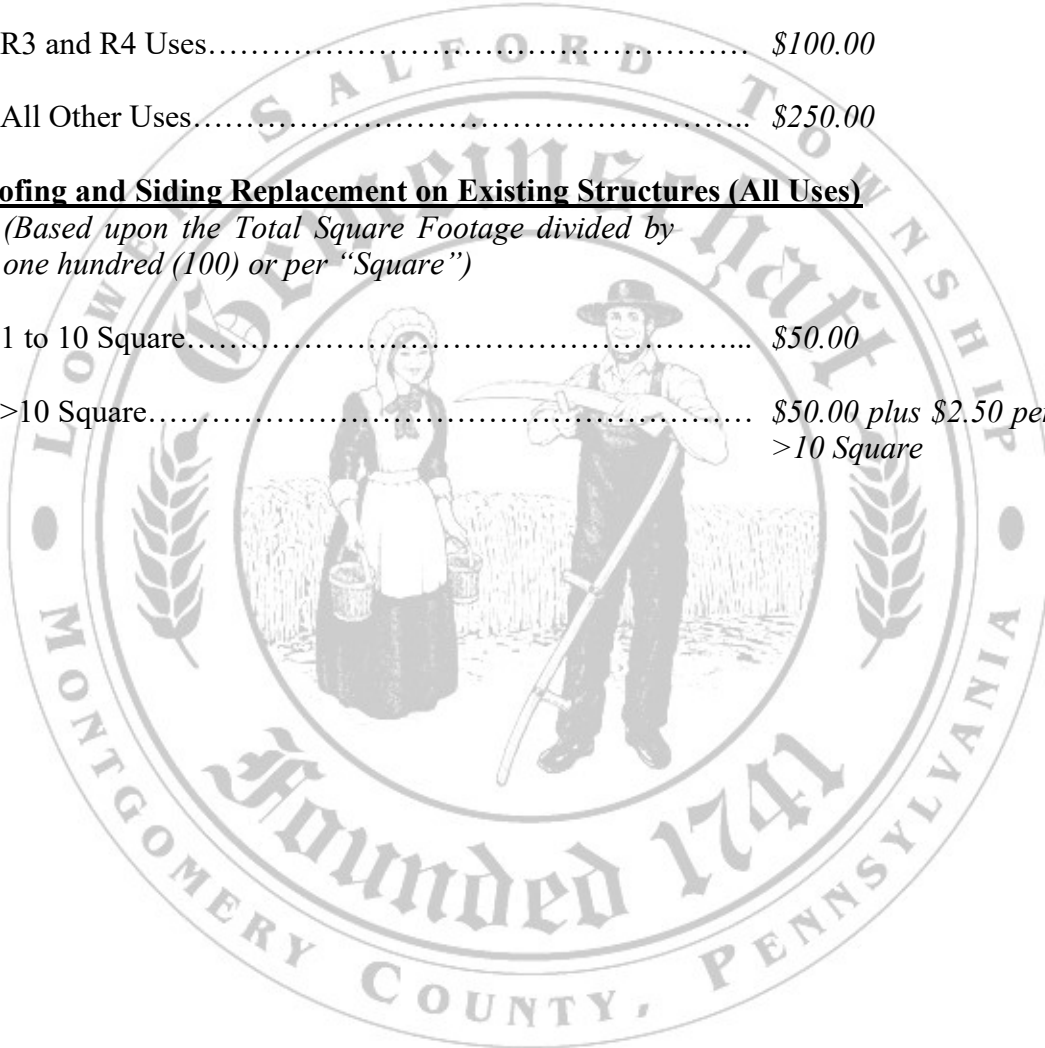 R3 and R4 Uses…………………………………………… $100.00
All Other Uses…………………………………………….. $250.00
ofing and Siding Replacement on Existing Structures (All Uses)
(Based upon the Total Square Footage divided by
one hundred (100) or per “Square”)
1 to 10 Square……………………………………………... $50.00
>10 Square………………………………………………… $50.00 plus $2.50 per
>10 Square
LOWER SALFORD TOWNSHIP
Gemeinschaft
Founded 1741
MONTGOMERY COUNTY, PENNSYLVANIA